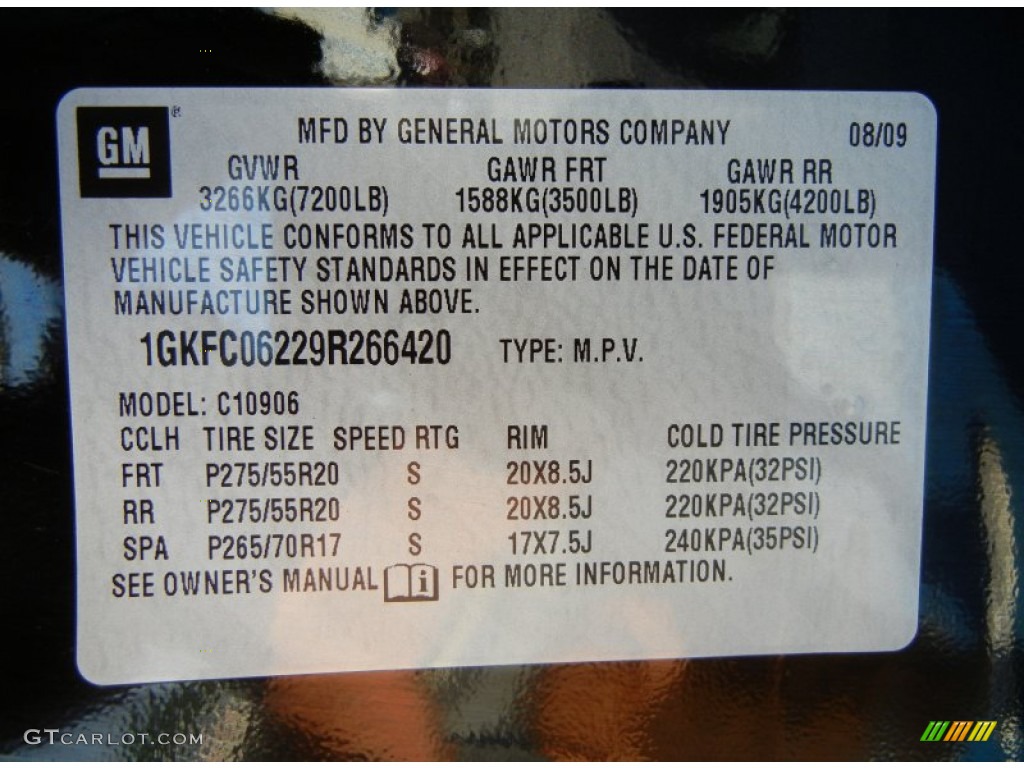 GM®
MFD BY GENERAL MOTORS COMPANY 08/09
GVWR GAWR FRT GAWR RR
3266KG(7200LB) 1588KG(3500LB) 1905KG(4200LB)
THIS VEHICLE CONFORMS TO ALL APPLICABLE U.S. FEDERAL MOTOR
VEHICLE SAFETY STANDARDS IN EFFECT ON THE DATE OF
MANUFACTURE SHOWN ABOVE.
1GKFC06229R266420 TYPE: M.P.V.
MODEL: C10906
CCLH TIRE SIZE SPEED RTG RIM COLD TIRE PRESSURE
FRT P275/55R20 S 20X8.5J 220KPA(32PSI)
RR P275/55R20 S 20X8.5J 220KPA(32PSI)
SPA P265/70R17 S 17X7.5J 240KPA(35PSI)
SEE OWNER'S MANUAL i FOR MORE INFORMATION.
GTCARLOT.COM